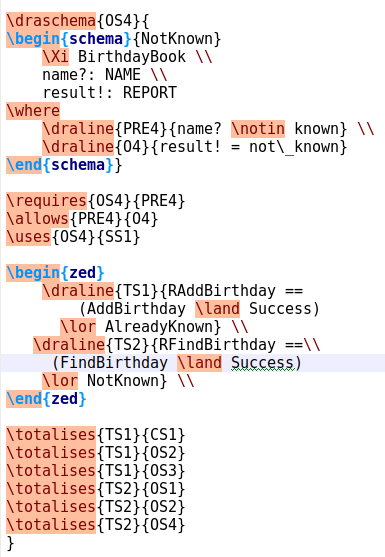 \draschema{OS4}{
\begin{schema}{NotKnown}
\Xi BirthdayBook \\
name?: NAME \\
result!: REPORT
\where
\draline{PRE4}{name? \notin known} \\
\draline{O4}{result! = not\_known}
\end{schema}}
\requires{OS4}{PRE4}
\allows{PRE4}{O4}
\uses{OS4}{SS1}
\begin{zed}
\draline{TS1}{RAddBirthday ==
(AddBirthday \land Success)
\lor AlreadyKnown} \\
\draline{TS2}{RFindBirthday ==\\
(FindBirthday \land Success)
\lor NotKnown} \\
\end{zed}
\totalises{TS1}{CS1}
\totalises{TS1}{OS2}
\totalises{TS1}{OS3}
\totalises{TS2}{OS1}
\totalises{TS2}{OS2}
\totalises{TS2}{OS4}
}